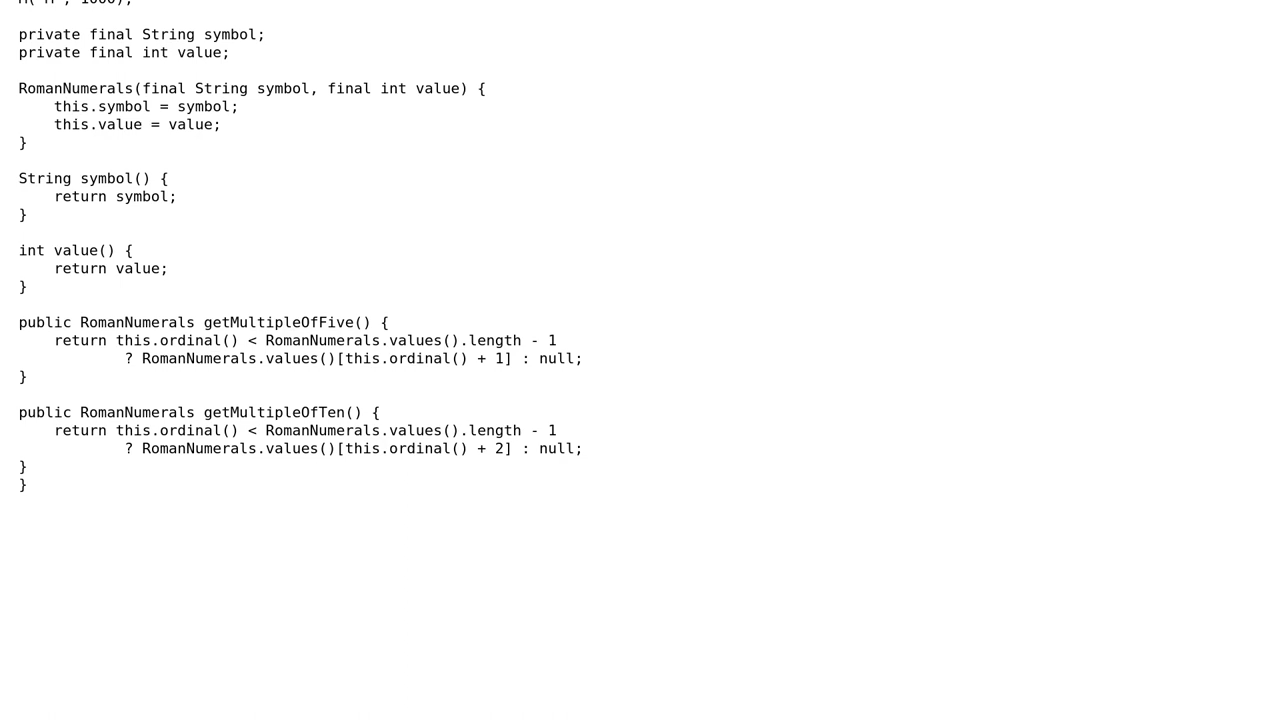 private final String symbol;
private final int value;
RomanNumerals(final String symbol, final int value) {
this.symbol = symbol;
this.value = value;
}
String symbol() {
return symbol;
}
int value() {
return value;
}
public RomanNumerals getMultipleOfFive() {
return this.ordinal() < RomanNumerals.values().length - 1
? RomanNumerals.values()[this.ordinal() + 1] : null;
}
public RomanNumerals getMultipleOfTen() {
return this.ordinal() < RomanNumerals.values().length - 1
? RomanNumerals.values()[this.ordinal() + 2] : null;
}
}